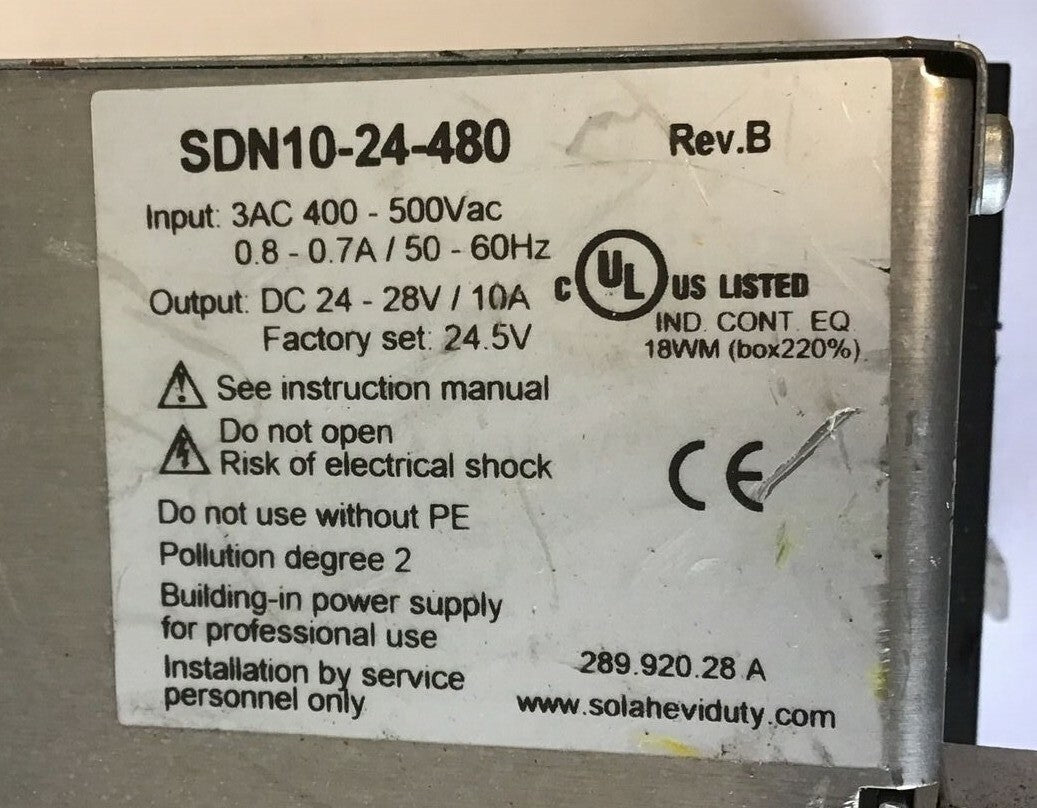 SDN10-24-480 Rev.B
Input: 3AC 400 - 500Vac
0.8 - 0.7A / 50 - 60Hz
Output: DC 24 - 28V / 10A
Factory set: 24.5V
C UL US LISTED
IND. CONT. EQ.
18WM (box220%)
See instruction manual
Do not open
Risk of electrical shock
CE
Do not use without PE
Pollution degree 2
Building-in power supply
for professional use
Installation by service
personnel only
289.920.28 A
www.solaheviduty.com